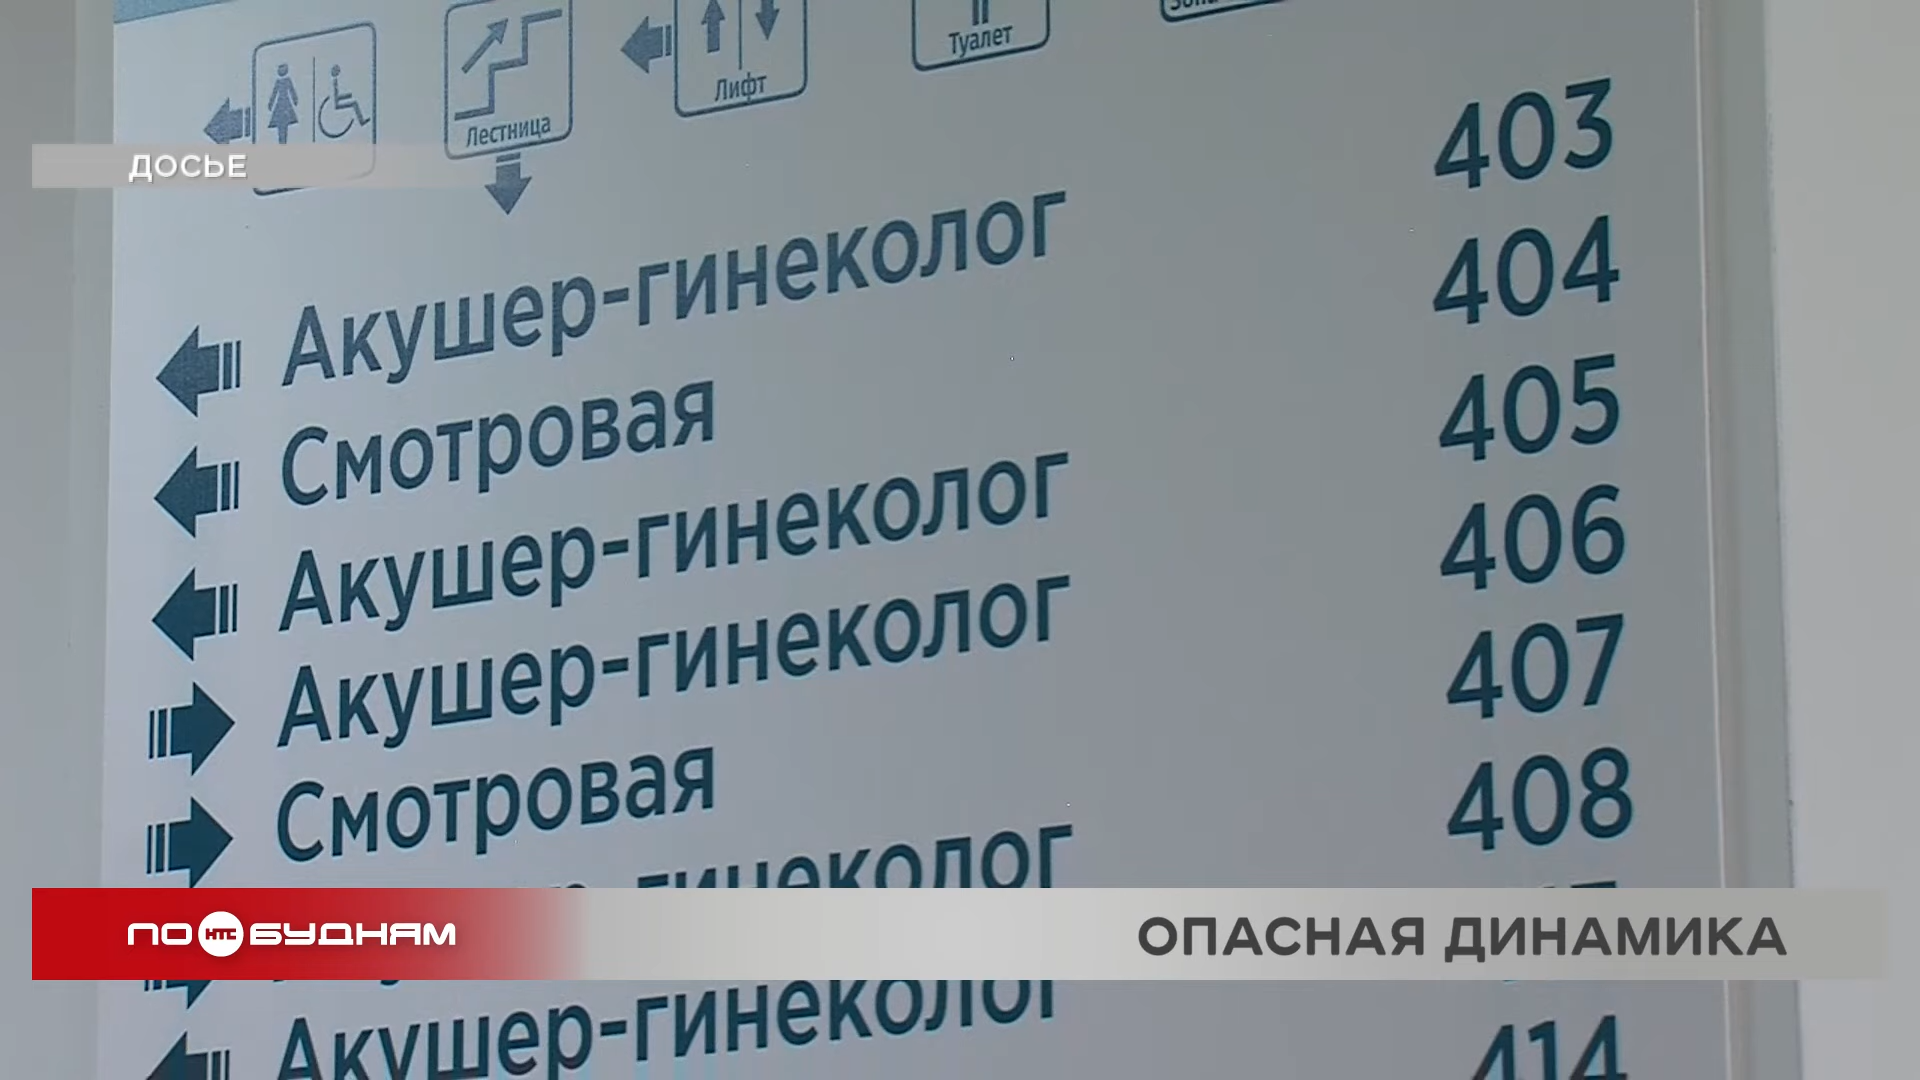 Туалет
Лифт
Лестница
ДОСЬЕ
403
Акушер-гинеколог 404
Смотровая 405
Акушер-гинеколог 406
Акушер-гинеколог 407
Смотровая 408
гинеколог
ПО НТС БУДНЯМ
ОПАСНАЯ ДИНАМИКА
Акушер-гинеколог 414